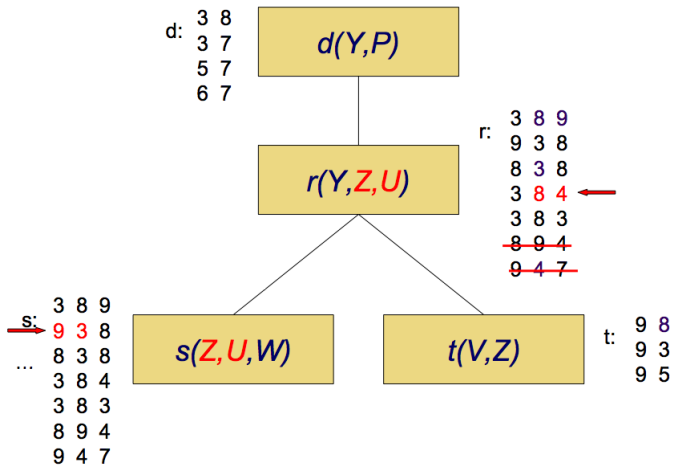 d:
3 8
3 7
5 7
6 7
d(Y,P)
r:
3 8 9
9 3 8
8 3 8
3 8 4
3 8 3
8 9 4
9 4 7
r(Y,Z,U)
s:
...
3 8 9
9 3 8
8 3 8
3 8 4
3 8 3
8 9 4
9 4 7
s(Z,U,W)
t(V,Z)
t:
9 8
9 3
9 5